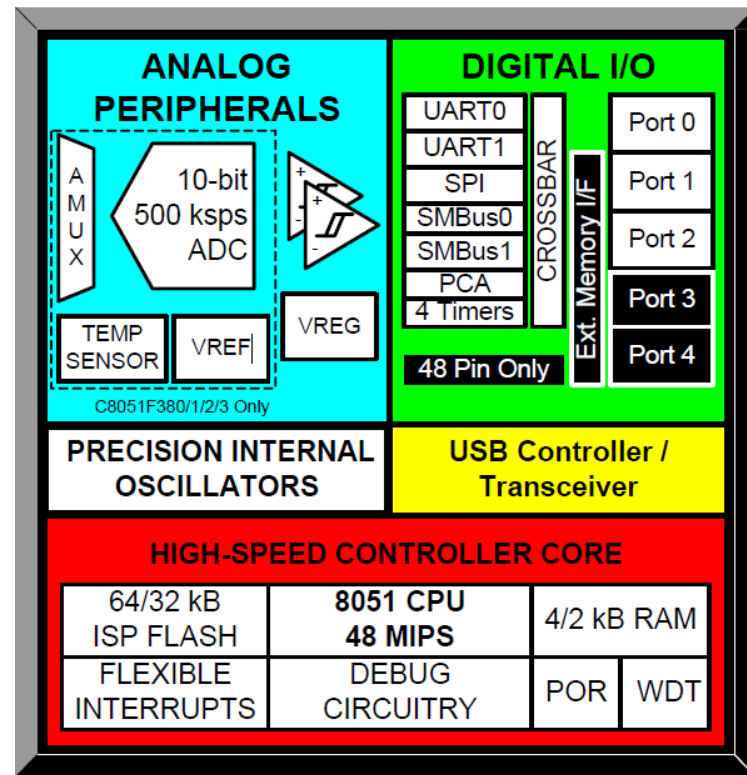 ANALOG
PERIPHERALS
A
M
U
X
10-bit
500 ksps
ADC
+
-
+
-
TEMP
SENSOR
VREF
VREG
C8051F380/1/2/3 Only
DIGITAL I/O
UART0
UART1
SPI
SMBus0
SMBus1
PCA
4 Timers
CROSSBAR
Ext. Memory I/F
Port 0
Port 1
Port 2
Port 3
Port 4
48 Pin Only
PRECISION INTERNAL
OSCILLATORS
USB Controller /
Transceiver
HIGH-SPEED CONTROLLER CORE
64/32 kB
ISP FLASH
8051 CPU
48 MIPS
4/2 kB RAM
FLEXIBLE
INTERRUPTS
DEBUG
CIRCUITRY
POR
WDT